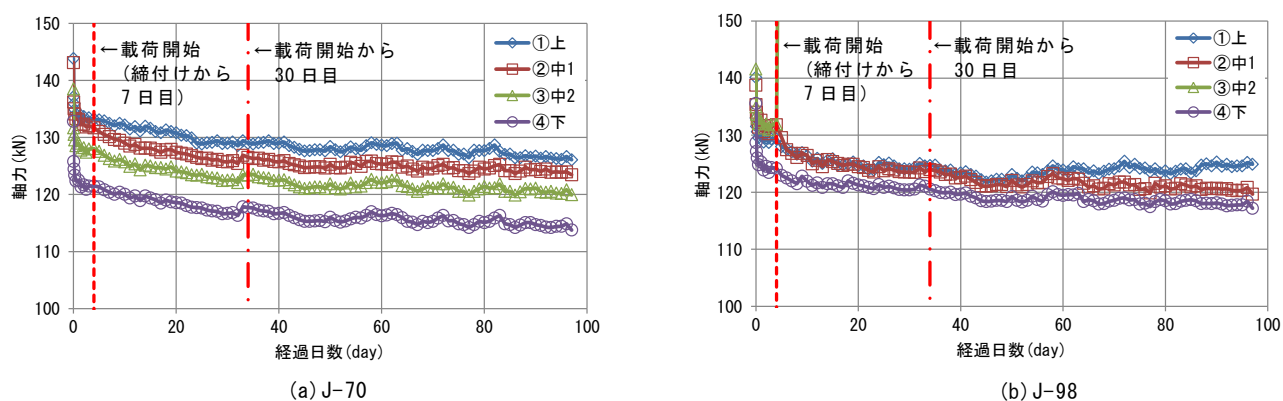 150
140
130
120
110
100
軸力(kN)
0
20
40
60
80
100
経過日数(day)
←載荷開始
(締付けから
7日目)
←載荷開始から
30日目
①上
②中1
③中2
④下
(a) J-70
150
140
130
120
110
100
軸力(kN)
0
20
40
60
80
100
経過日数(day)
←載荷開始
(締付けから
7日目)
←載荷開始から
30日目
①上
②中1
③中2
④下
(b) J-98